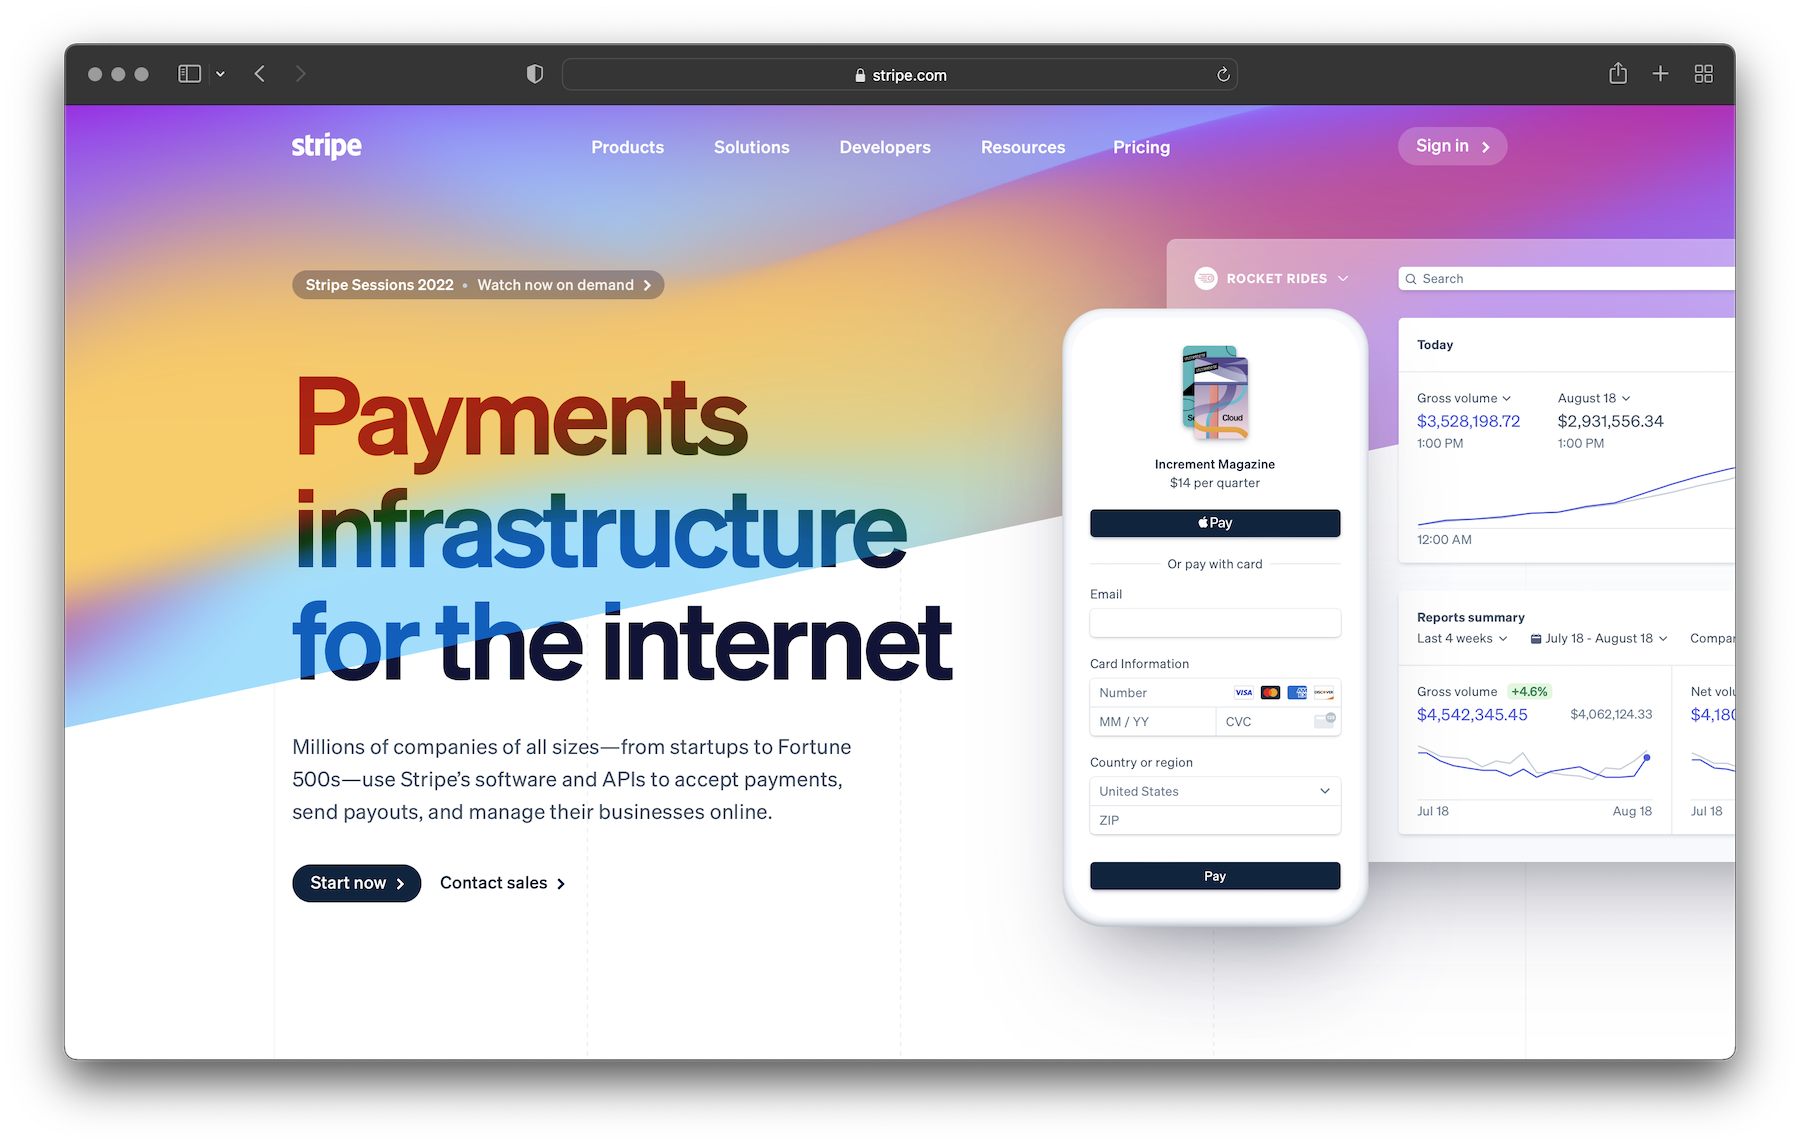 stripe.com
stripe
Products
Solutions
Developers
Resources
Pricing
Sign in
Stripe Sessions 2022 • Watch now on demand
Payments
infrastructure
for the internet
Millions of companies of all sizes—from startups to Fortune
500s—use Stripe’s software and APIs to accept payments,
send payouts, and manage their businesses online.
Start now
Contact sales
Cloud
Increment Magazine
$14 per quarter
Pay
Or pay with card
Email
Card Information
Number
VISA
MM / YY
CVC
Country or region
United States
ZIP
Pay
ROCKET RIDES
Search
Today
Gross volume
August 18
$3,528,198.72
$2,931,556.34
1:00 PM
1:00 PM
12:00 AM
Reports summary
Last 4 weeks
July 18 - August 18
Compar
Gross volume +4.6%
Net volu
$4,542,345.45
$4,062,124.33
$4,180
Jul 18
Aug 18
Jul 18